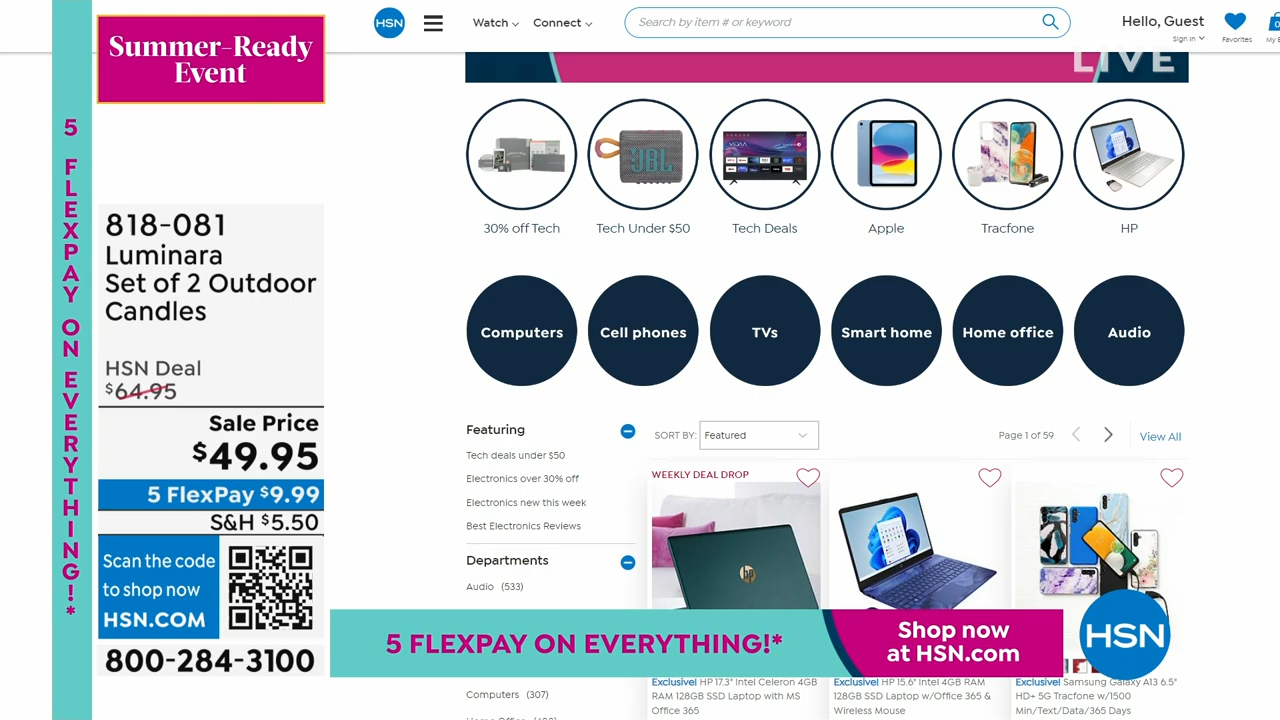 Summer-Ready
Event
5 FLEXPAY ON EVERYTHING!*
818-081
Luminara
Set of 2 Outdoor
Candles
HSN Deal
$64.95
Sale Price
$49.95
5 FlexPay $9.99
S&H $5.50
Scan the code
to shop now
HSN.COM
800-284-3100
HSN
Watch
Connect
Search by item # or keyword
Hello, Guest
Sign In
Favorites
LIVE
JBL
30% off Tech
Tech Under $50
Tech Deals
Apple
Tracfone
HP
Computers
Cell phones
TVs
Smart home
Home office
Audio
Featuring
Tech deals under $50
Electronics over 30% off
Electronics new this week
Best Electronics Reviews
Departments
Audio (533)
Computers (307)
SORT BY: Featured
Page 1 of 59
View All
WEEKLY DEAL DROP
hp
5 FLEXPAY ON EVERYTHING!*
Shop now
at HSN.com
HSN
Exclusive! HP 17.3" Intel Celeron 4GB
RAM 128GB SSD Laptop with MS
Office 365
Exclusive! HP 15.6" Intel 4GB RAM
128GB SSD Laptop w/Office 365 &
Wireless Mouse
Exclusive! Samsung Galaxy A13 6.5"
HD+ 5G Tracfone w/1500
Min/Text/Data/365 Days